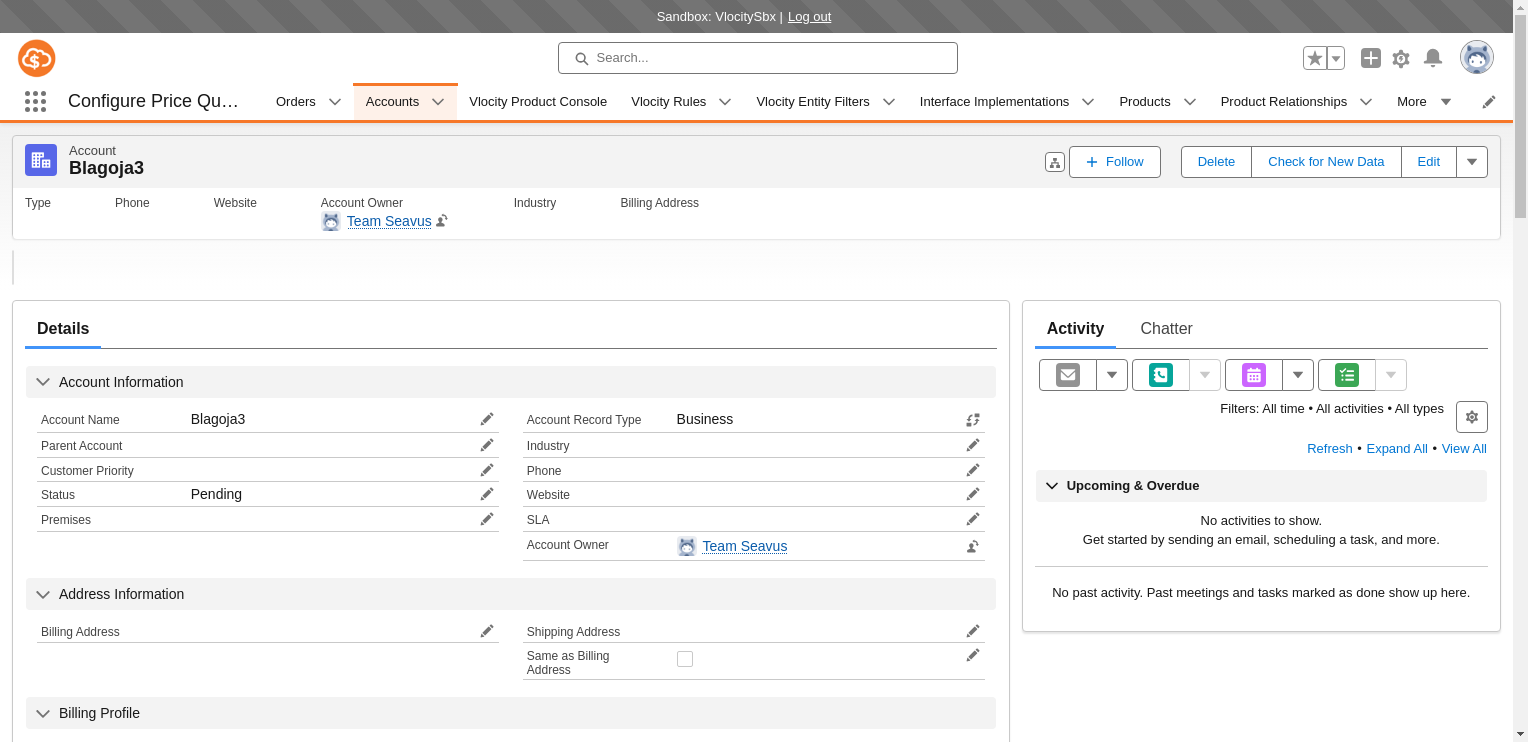 Sandbox: VlocitySbx | Log out
Search...
Configure Price Qu...
Orders
Accounts
Vlocity Product Console
Vlocity Rules
Vlocity Entity Filters
Interface Implementations
Products
Product Relationships
More
Account
Blagoja3
Follow
Delete
Check for New Data
Edit
Type
Phone
Website
Account Owner
Industry
Billing Address
Team Seavus
Details
Account Information
Account Name Blagoja3
Account Record Type Business
Parent Account
Industry
Customer Priority
Phone
Status Pending
Website
Premises
SLA
Account Owner Team Seavus
Address Information
Billing Address
Shipping Address
Same as Billing
Address
Billing Profile
Activity
Chatter
Filters: All time • All activities • All types
Refresh • Expand All • View All
Upcoming & Overdue
No activities to show.
Get started by sending an email, scheduling a task, and more.
No past activity. Past meetings and tasks marked as done show up here.